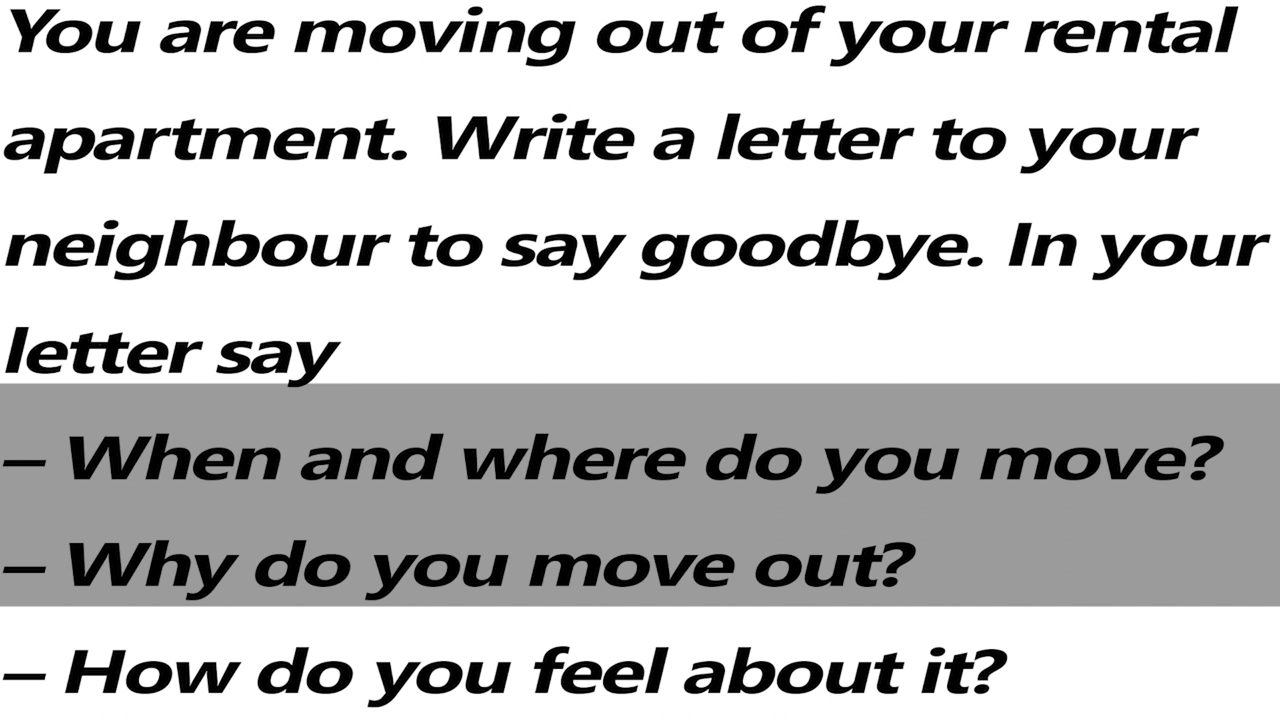 You are moving out of your rental
apartment. Write a letter to your
neighbour to say goodbye. In your
letter say
– When and where do you move?
– Why do you move out?
– How do you feel about it?